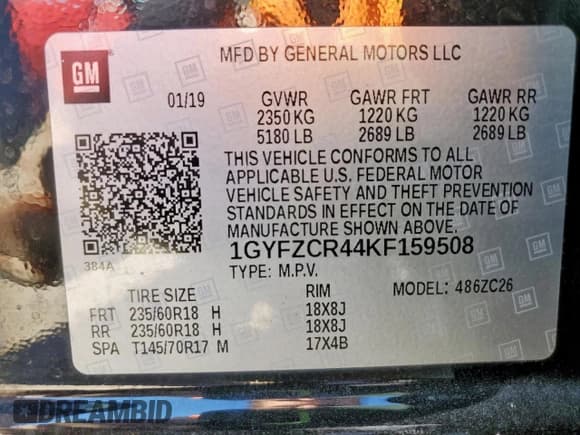 GM
MFD BY GENERAL MOTORS LLC
01/19 GVWR GAWR FRT GAWR RR
2350 KG 1220 KG 1220 KG
5180 LB 2689 LB 2689 LB
THIS VEHICLE CONFORMS TO ALL
APPLICABLE U.S. FEDERAL MOTOR
VEHICLE SAFETY AND THEFT PREVENTION
STANDARDS IN EFFECT ON THE DATE OF
MANUFACTURE SHOWN ABOVE.
1GYFZCR44KF159508
384A
TYPE: M.P.V.
MODEL: 486ZC26
TIRE SIZE RIM
FRT 235/60R18 H 18X8J
RR 235/60R18 H 18X8J
SPA T145/70R17 M 17X4B
DREAMBID